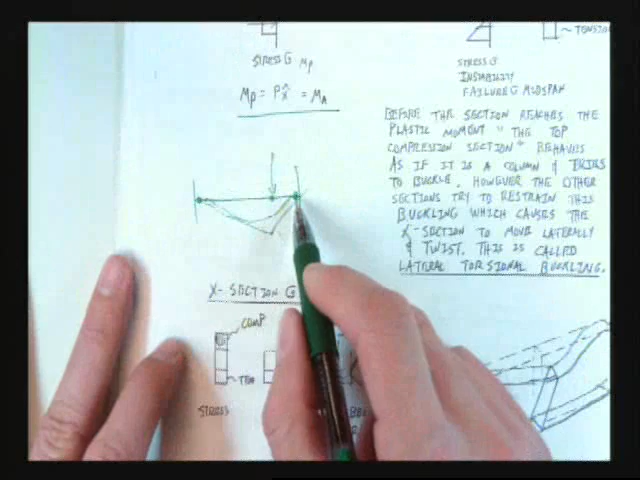 STRESS @ MP
MP = PX̂ = MA
TENSION
STRESS @
INSTABILITY
FAILURE @ MIDSPAN
BEFORE THE SECTION REACHES THE
PLASTIC MOMENT "THE TOP
COMPRESSION SECTION" BEHAVES
AS IF IT IS A COLUMN & TRIES
TO BUCKLE. HOWEVER THE OTHER
SECTIONS TRY TO RESTRAIN THIS
BUCKLING WHICH CAUSES THE
X-SECTION TO MOVE LATERALLY
& TWIST. THIS IS CALLED
LATERAL TORSIONAL BUCKLING.
X-SECTION @
COMP
TEN
STRESS